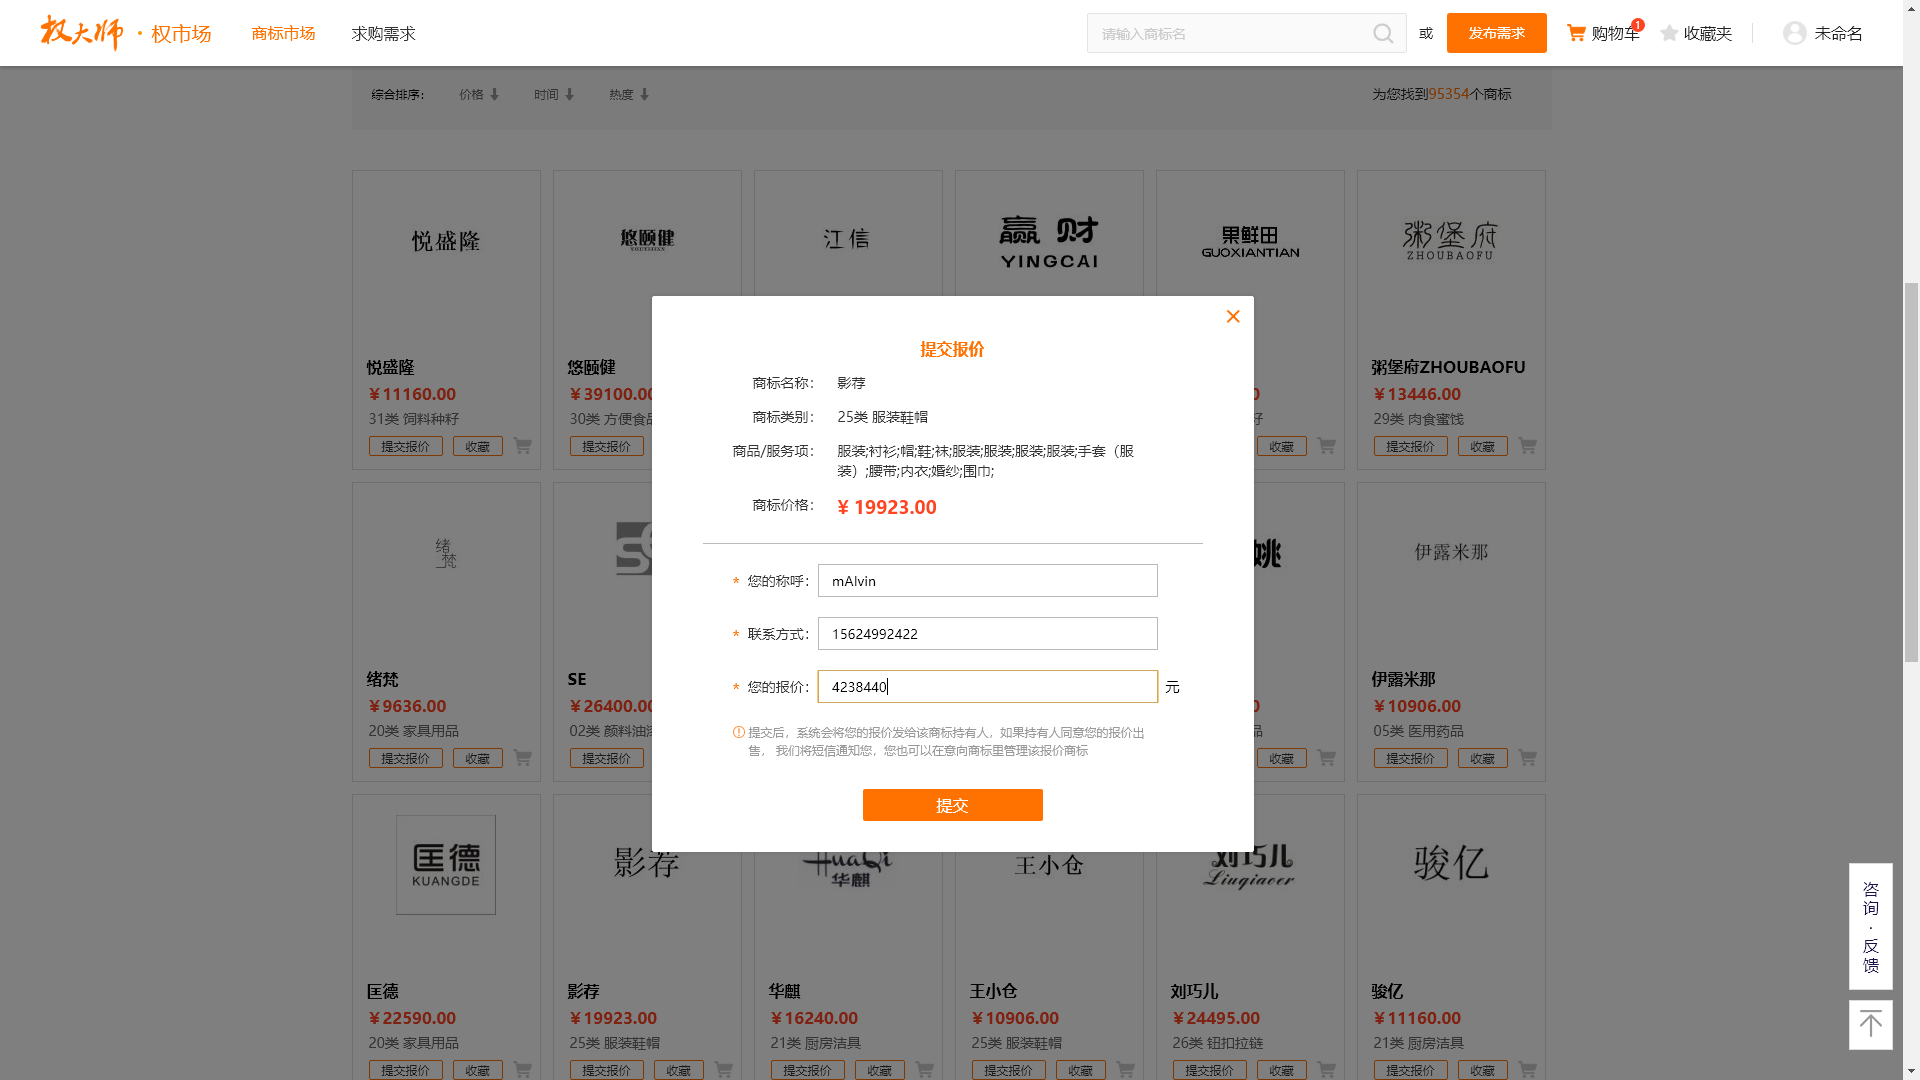 权大师 · 权市场 商标市场 求购需求 请输入商标名 或 发布需求 购物车 1 收藏夹 未命名
综合排序: 价格 时间 热度 为您找到95354个商标
悦盛隆 悠颐健 江信 赢财 果鲜田 粥堡府
YINGCAI GUOXIANTIAN ZHOUBAOFU
悦盛隆 悠颐健 粥堡府ZHOUBAOFU
￥11160.00 ￥39100.00 ￥13446.00
31类 饲料种籽 30类 方便食品 籽 29类 肉食蜜饯
提交报价 收藏 提交报价 收藏 提交报价 收藏
提交报价
商标名称: 影荐
商标类别: 25类 服装鞋帽
商品/服务项: 服装;衬衫;帽;鞋;袜;服装;服装;服装;服装;手套（服
装）;腰带;内衣;婚纱;围巾;
商标价格: ¥ 19923.00
* 您的称呼: mAlvin
* 联系方式: 15624992422
* 您的报价: 4238440 元
提交后，系统会将您的报价发给该商标持有人，如果持有人同意您的报价出
售， 我们将短信通知您，您也可以在意向商标里管理该报价商标
提交
绪梵 SE 姚 伊露米那
绪梵 SE 伊露米那
￥9636.00 ￥26400.00 ￥10906.00
20类 家具用品 02类 颜料油漆 品 05类 医用药品
提交报价 收藏 提交报价 收藏 提交报价 收藏
匡德 影荐 HuaQi 王小仓 刘巧儿 骏亿
KUANGDE 华麒 Liuqiaoer
匡德 影荐 华麒 王小仓 刘巧儿 骏亿
￥22590.00 ￥19923.00 ￥16240.00 ￥10906.00 ￥24495.00 ￥11160.00
20类 家具用品 25类 服装鞋帽 21类 厨房洁具 25类 服装鞋帽 26类 钮扣拉链 21类 厨房洁具
提交报价 收藏 提交报价 收藏 提交报价 收藏 提交报价 收藏 提交报价 收藏 提交报价 收藏
咨询·反馈